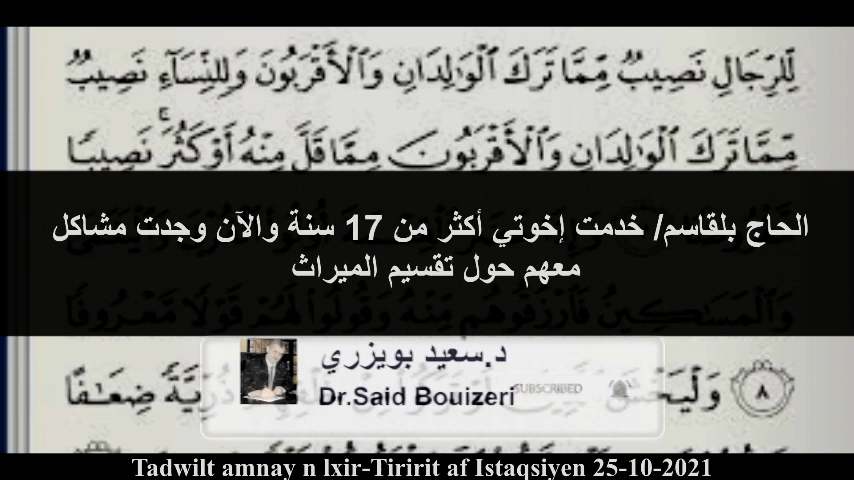 لِّلرِّجَالِ نَصِيبٌ مِّمَّا تَرَكَ ٱلْوَٰلِدَانِ وَٱلْأَقْرَبُونَ وَلِلنِّسَآءِ نَصِيبٌ
مِّمَّا تَرَكَ ٱلْوَٰلِدَانِ وَٱلْأَقْرَبُونَ مِمَّا قَلَّ مِنْهُ أَوْ كَثُرَ ۚ نَصِيبًا
الحاج بلقاسم/ خدمت إخوتي أكثر من 17 سنة والآن وجدت مشاكل
معهم حول تقسيم الميراث
وَٱلْمَسَٰكِينُ فَٱرْزُقُوهُم مِّنْهُ وَقُولُوا۟ لَهُمْ قَوْلًا مَّعْرُوفًا
د.سعيد بويزري
Dr.Said Bouizeri
SUBSCRIBED
٨ وَلْيَخْشَ ذُرِّيَّةً ضِعَٰفًا
Tadwilt amnay n lxir-Tiririt af Istaqsiyen 25-10-2021